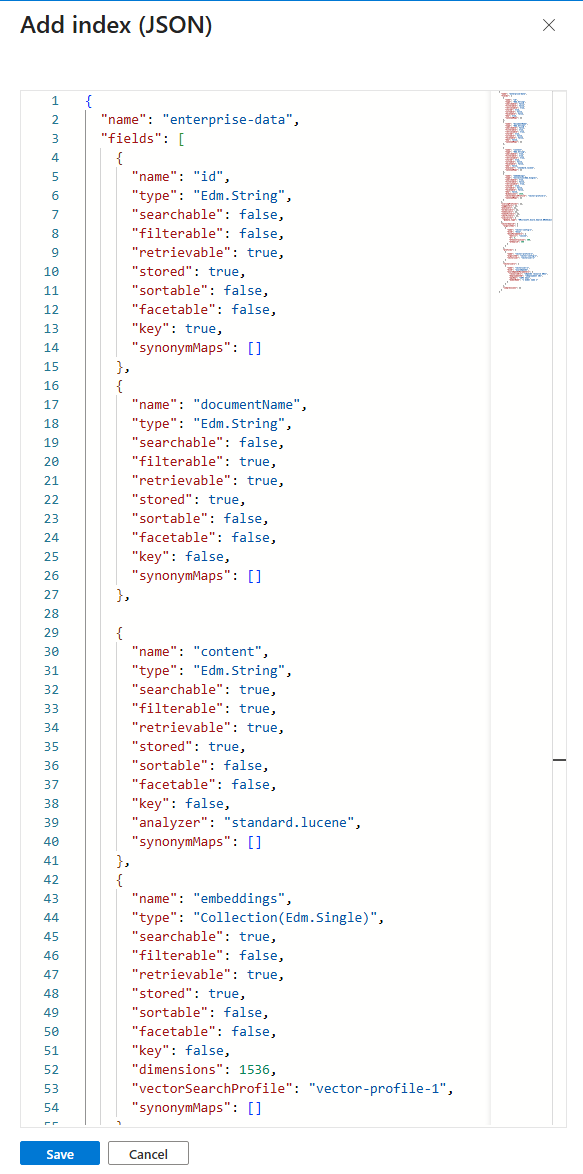 Add index (JSON)
1 {
2 "name": "enterprise-data",
3 "fields": [
4 {
5 "name": "id",
6 "type": "Edm.String",
7 "searchable": false,
8 "filterable": false,
9 "retrievable": true,
10 "stored": true,
11 "sortable": false,
12 "facetable": false,
13 "key": true,
14 "synonymMaps": []
15 },
16 {
17 "name": "documentName",
18 "type": "Edm.String",
19 "searchable": false,
20 "filterable": true,
21 "retrievable": true,
22 "stored": true,
23 "sortable": false,
24 "facetable": false,
25 "key": false,
26 "synonymMaps": []
27 },
28
29 {
30 "name": "content",
31 "type": "Edm.String",
32 "searchable": true,
33 "filterable": true,
34 "retrievable": true,
35 "stored": true,
36 "sortable": false,
37 "facetable": false,
38 "key": false,
39 "analyzer": "standard.lucene",
40 "synonymMaps": []
41 },
42 {
43 "name": "embeddings",
44 "type": "Collection(Edm.Single)",
45 "searchable": true,
46 "filterable": false,
47 "retrievable": true,
48 "stored": true,
49 "sortable": false,
50 "facetable": false,
51 "key": false,
52 "dimensions": 1536,
53 "vectorSearchProfile": "vector-profile-1",
54 "synonymMaps": []
Save Cancel